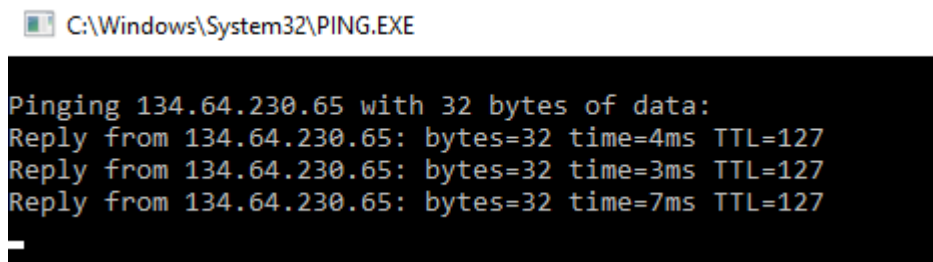 C:\Windows\System32\PING.EXE
Pinging 134.64.230.65 with 32 bytes of data:
Reply from 134.64.230.65: bytes=32 time=4ms TTL=127
Reply from 134.64.230.65: bytes=32 time=3ms TTL=127
Reply from 134.64.230.65: bytes=32 time=7ms TTL=127